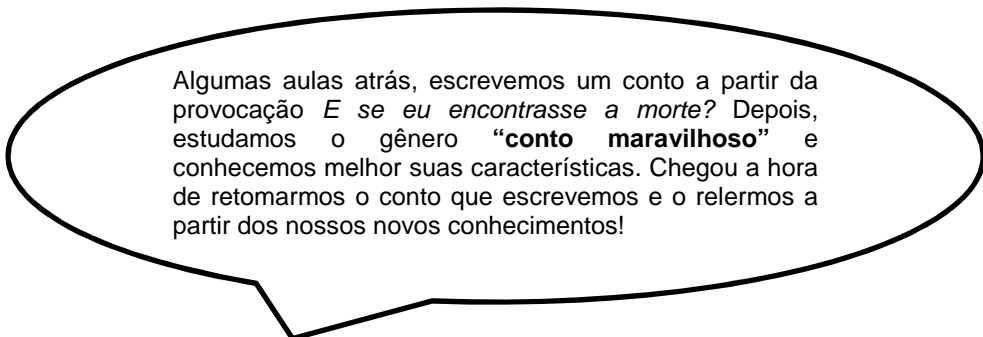 Algumas aulas atrás, escrevemos um conto a partir da
provocação E se eu encontrasse a morte? Depois,
estudamos o gênero “conto maravilhoso” e
conhecemos melhor suas características. Chegou a hora
de retomarmos o conto que escrevemos e o relermos a
partir dos nossos novos conhecimentos!